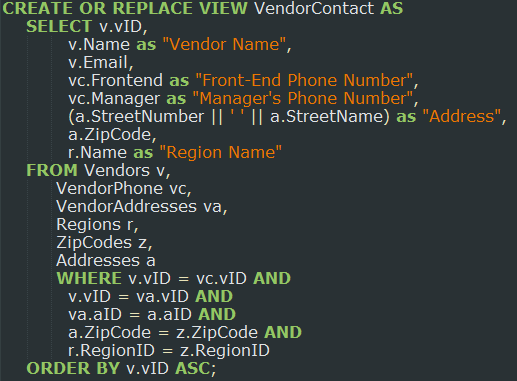 CREATE OR REPLACE VIEW VendorContact AS
SELECT v.vID,
v.Name as "Vendor Name",
v.Email,
vc.Frontend as "Front-End Phone Number",
vc.Manager as "Manager's Phone Number",
(a.StreetNumber || ' ' || a.StreetName) as "Address",
a.ZipCode,
r.Name as "Region Name"
FROM Vendors v,
VendorPhone vc,
VendorAddresses va,
Regions r,
ZipCodes z,
Addresses a
WHERE v.vID = vc.vID AND
v.vID = va.vID AND
va.aID = a.aID AND
a.ZipCode = z.ZipCode AND
r.RegionID = z.RegionID
ORDER BY v.vID ASC;